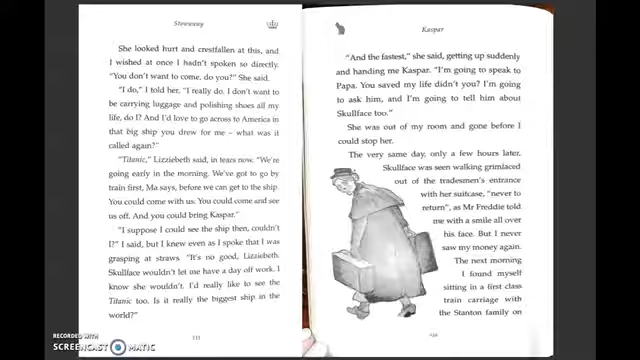 Stowaway
She looked hurt and crestfallen at this, and
I wished at once I hadn't spoken so directly.
"You don't want to come, do you?" She said.
"I do," I told her, "I really do. I don't want to
be carrying luggage and polishing shoes all my
life, do I? And I'd love to go across to America in
that big ship you drew for me – what was it
called again?"
"Titanic," Lizziebeth said, in tears now. "We're
going early in the morning. We've got to go by
train first, Ma says, before we can get to the ship.
You could come with us. You could come and see
us off. And you could bring Kaspar."
"I suppose I could see the ship then, couldn't
I?" I said, but I knew even as I spoke that I was
grasping at straws. "It's no good, Lizziebeth.
Skullface wouldn't let me have a day off work. I
know she wouldn't. I'd really like to see the
Titanic too. Is it really the biggest ship in the
world?"
Kaspar
"And the fastest," she said, getting up suddenly
and handing me Kaspar. "I'm going to speak to
Papa. You saved my life didn't you? I'm going
to ask him, and I'm going to tell him about
Skullface too."
She was out of my room and gone before I
could stop her.
The very same day, only a few hours later,
Skullface was seen walking grimfaced
out of the tradesmen's entrance
with her suitcase, "never to
return", as Mr Freddie told
me with a smile all over
his face. But I never
saw my money again.
The next morning
I found myself
sitting in a first class
train carriage with
the Stanton family on
RECORDED WITH
SCREENCAST MATIC